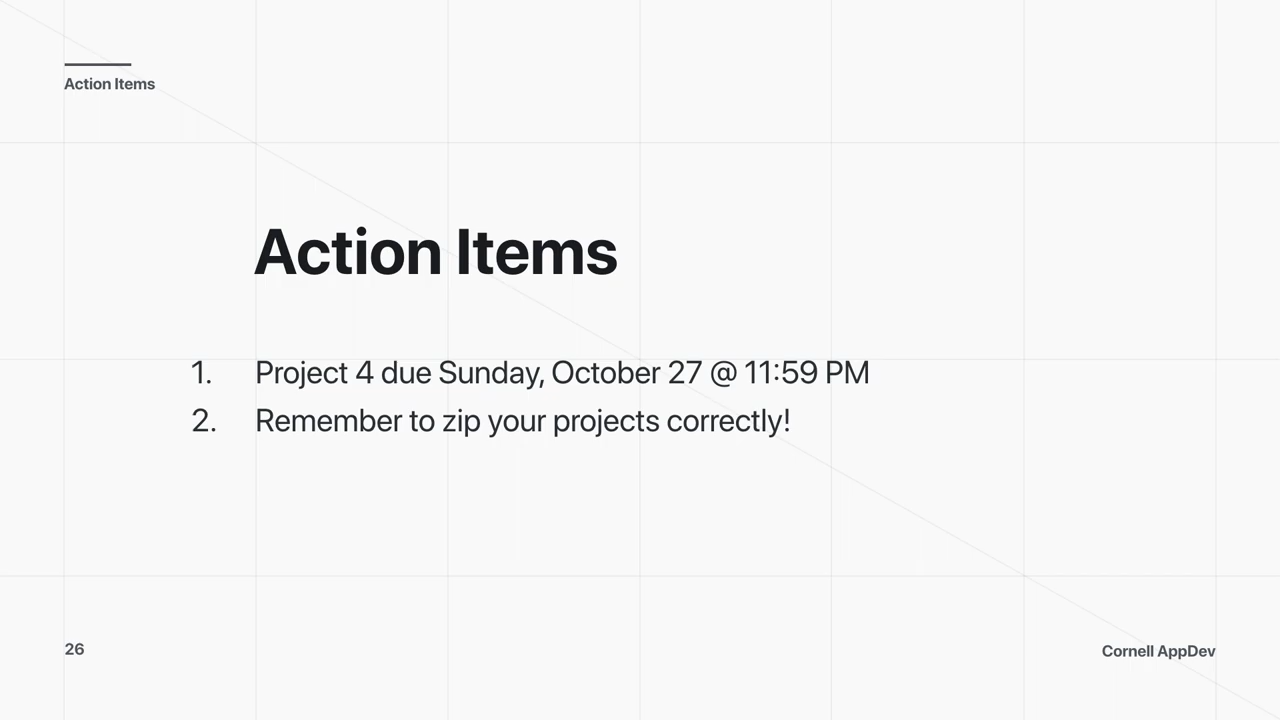 Action Items
Action Items
1. Project 4 due Sunday, October 27 @ 11:59 PM
2. Remember to zip your projects correctly!
26
Cornell AppDev